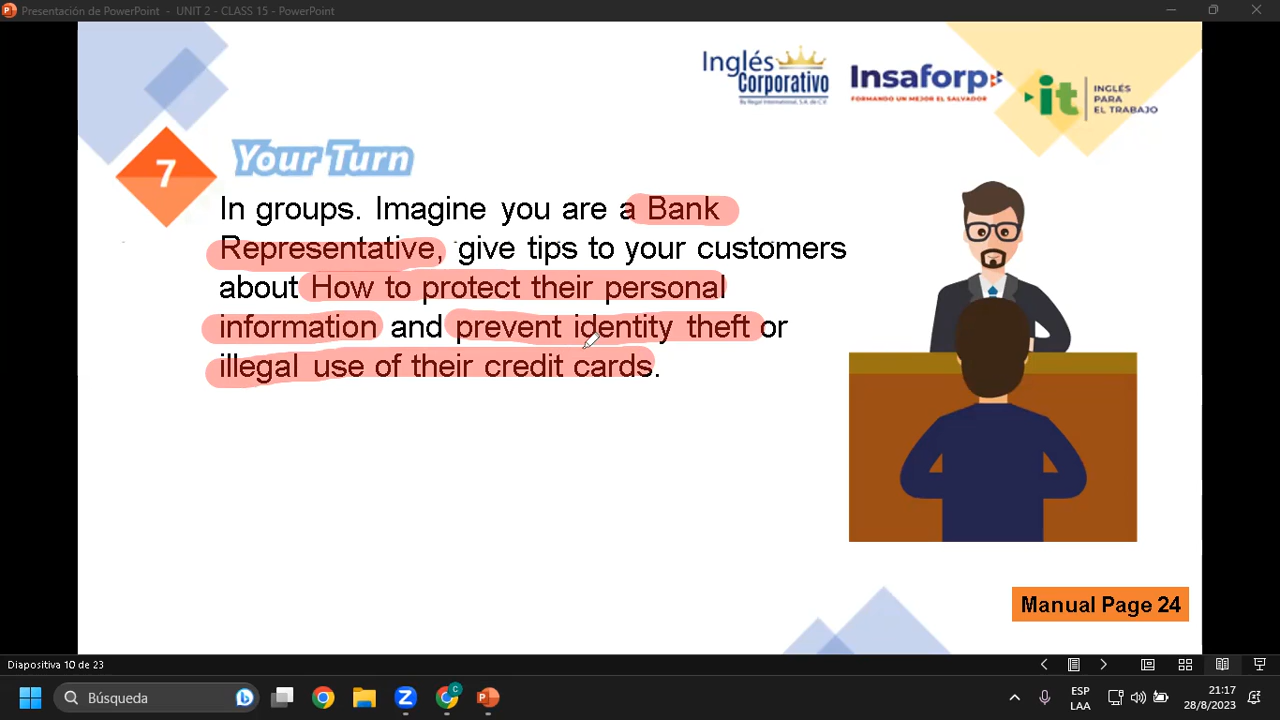 Presentación de PowerPoint - UNIT 2 - CLASS 15 - PowerPoint
Inglés
Corporativo
By Regal International, S.A. de C.V.
Insaforp
FORMANDO UN MEJOR EL SALVADOR
it
INGLÉS
PARA
EL TRABAJO
7
Your Turn
In groups. Imagine you are a Bank
Representative, give tips to your customers
about How to protect their personal
information and prevent identity theft or
illegal use of their credit cards.
Manual Page 24
Diapositiva 10 de 23
Búsqueda
ESP
LAA
21:17
28/8/2023